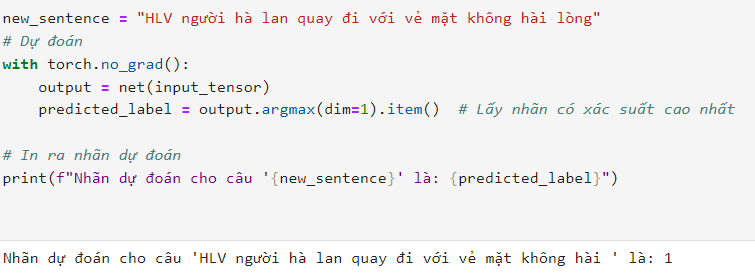 new_sentence = "HLV người hà lan quay đi với vẻ mặt không hài lòng"
# Dự đoán
with torch.no_grad():
    output = net(input_tensor)
    predicted_label = output.argmax(dim=1).item()  # Lấy nhãn có xác suất cao nhất
# In ra nhãn dự đoán
print(f"Nhãn dự đoán cho câu '{new_sentence}' là: {predicted_label}")
Nhãn dự đoán cho câu 'HLV người hà lan quay đi với vẻ mặt không hài ' là: 1